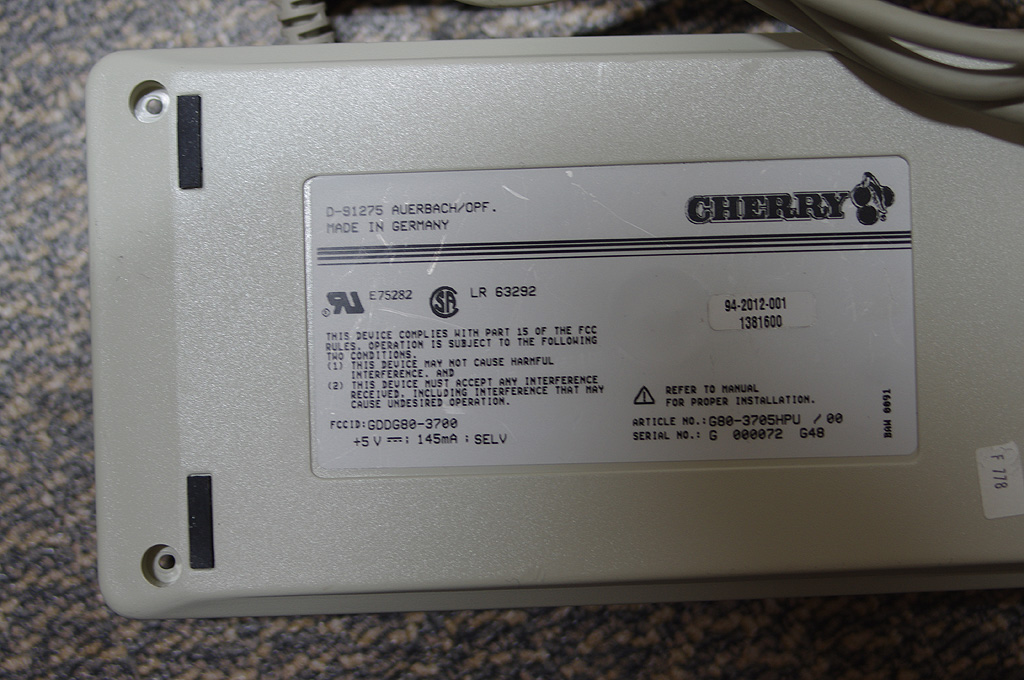 D-91275 AUERBACH/OPF.
MADE IN GERMANY
CHERRY
E75282
LR 63292
94-2012-001
1381600
THIS DEVICE COMPLIES WITH PART 15 OF THE FCC
RULES. OPERATION IS SUBJECT TO THE FOLLOWING
TWO CONDITIONS.
(1) THIS DEVICE MAY NOT CAUSE HARMFUL
INTERFERENCE. AND
(2) THIS DEVICE MUST ACCEPT ANY INTERFERENCE
RECEIVED, INCLUDING INTERFERENCE THAT MAY
CAUSE UNDESIRED OPERATION.
FCCID:GDDG80-3700
+5 V ⎓: 145mA : SELV
REFER TO MANUAL
FOR PROPER INSTALLATION.
ARTICLE NO.:G80-3705HPU / 00
SERIAL NO.: G 000072 G48
BAW 0091
F 778